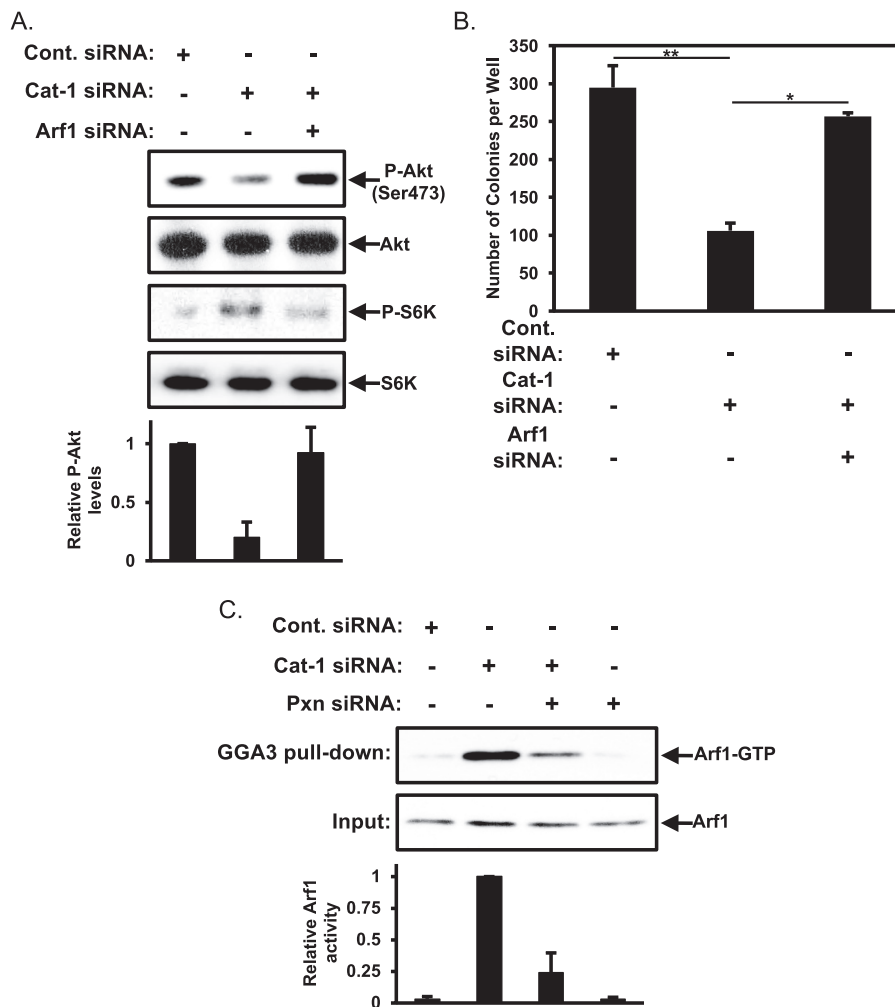 A.
Cont. siRNA: + - -
Cat-1 siRNA: - + +
Arf1 siRNA: - - +
P-Akt
(Ser473)
Akt
P-S6K
S6K
Relative P-Akt
levels
1
0.5
0
B.
Number of Colonies per Well
350
300
250
200
150
100
50
0
**
*
Cont.
siRNA: + - -
Cat-1
siRNA: - + +
Arf1
siRNA: - - +
C.
Cont. siRNA: + - - -
Cat-1 siRNA: - + + -
Pxn siRNA: - - + +
GGA3 pull-down: Arf1-GTP
Input: Arf1
Relative Arf1
activity
1
0.75
0.5
0.25
0